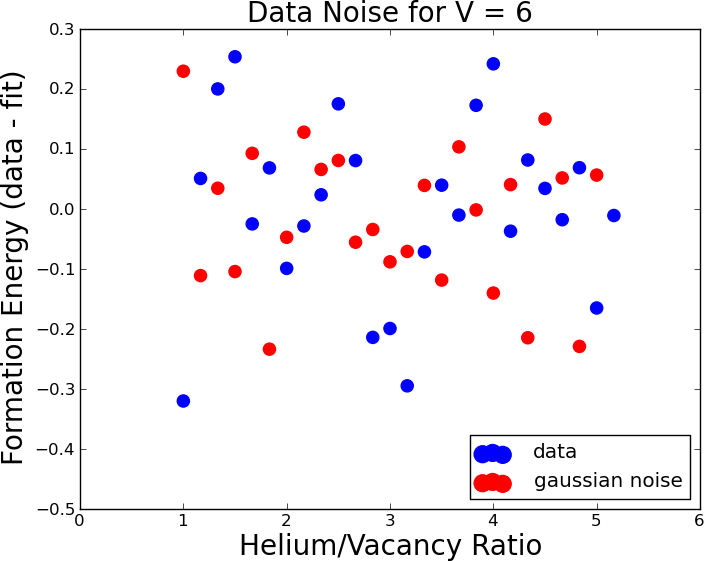 Data Noise for V = 6
Formation Energy (data - fit)
0.3
0.2
0.1
0.0
−0.1
−0.2
−0.3
−0.4
−0.5
data
gaussian noise
0 1 2 3 4 5 6
Helium/Vacancy Ratio